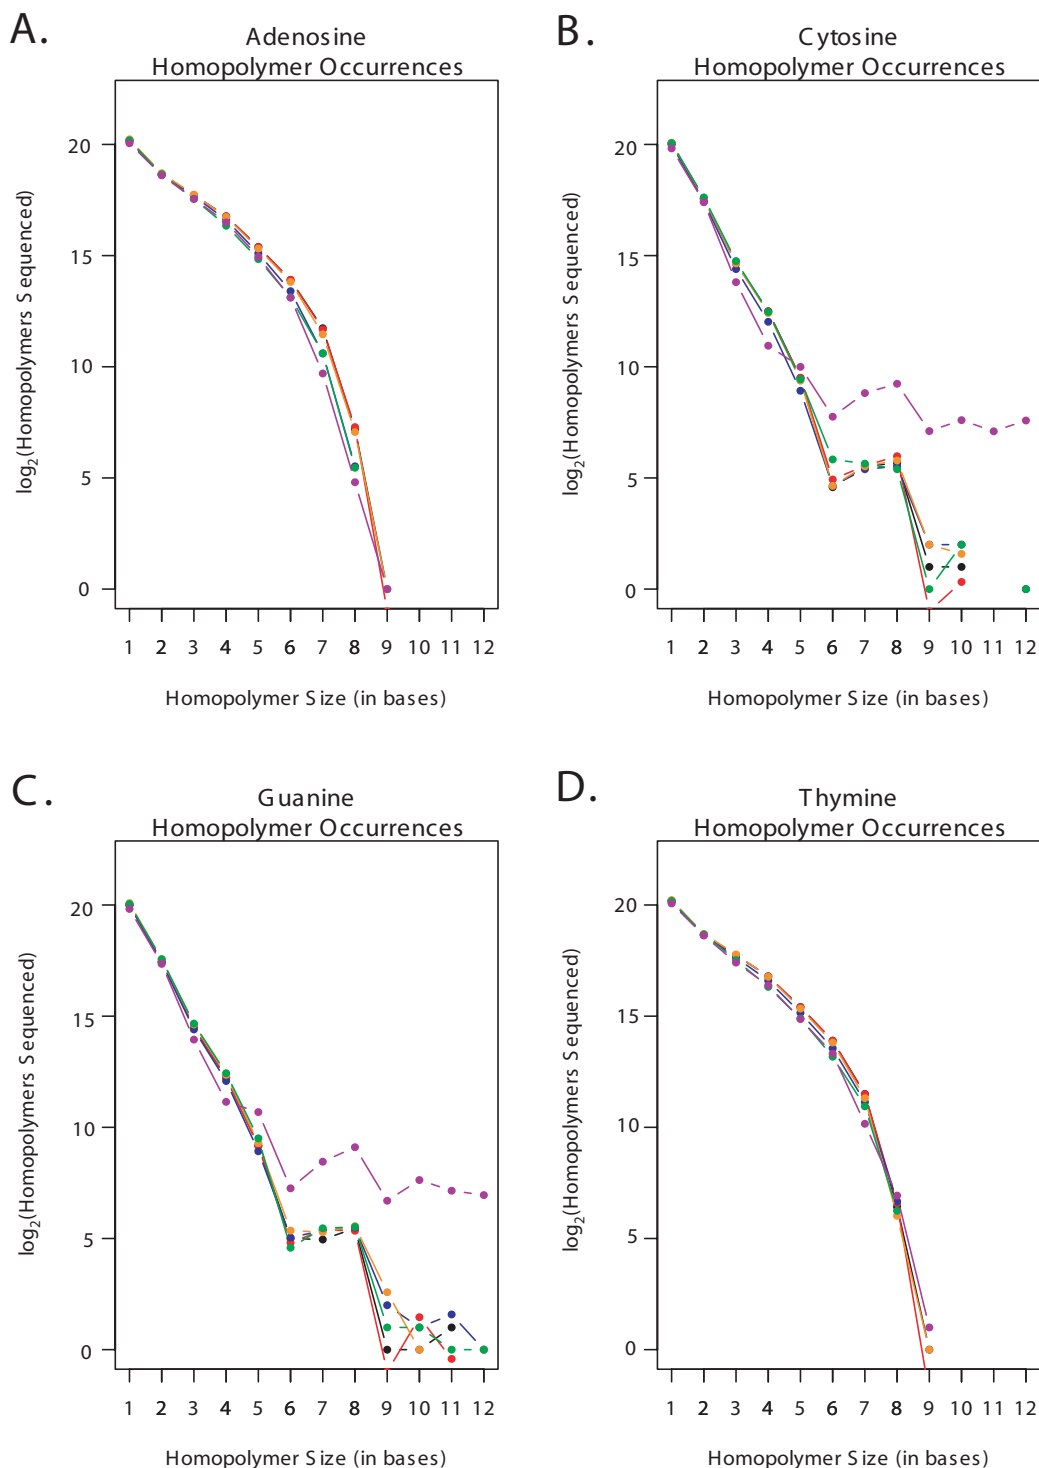 A.
Adenosine
Homopolymer Occurrences
log2(Homopolymers Sequenced)
20
15
10
5
0
1 2 3 4 5 6 7 8 9 10 11 12
Homopolymer Size (in bases)
B.
Cytosine
Homopolymer Occurrences
log2(Homopolymers Sequenced)
20
15
10
5
0
1 2 3 4 5 6 7 8 9 10 11 12
Homopolymer Size (in bases)
C.
Guanine
Homopolymer Occurrences
log2(Homopolymers Sequenced)
20
15
10
5
0
1 2 3 4 5 6 7 8 9 10 11 12
Homopolymer Size (in bases)
D.
Thymine
Homopolymer Occurrences
log2(Homopolymers Sequenced)
20
15
10
5
0
1 2 3 4 5 6 7 8 9 10 11 12
Homopolymer Size (in bases)